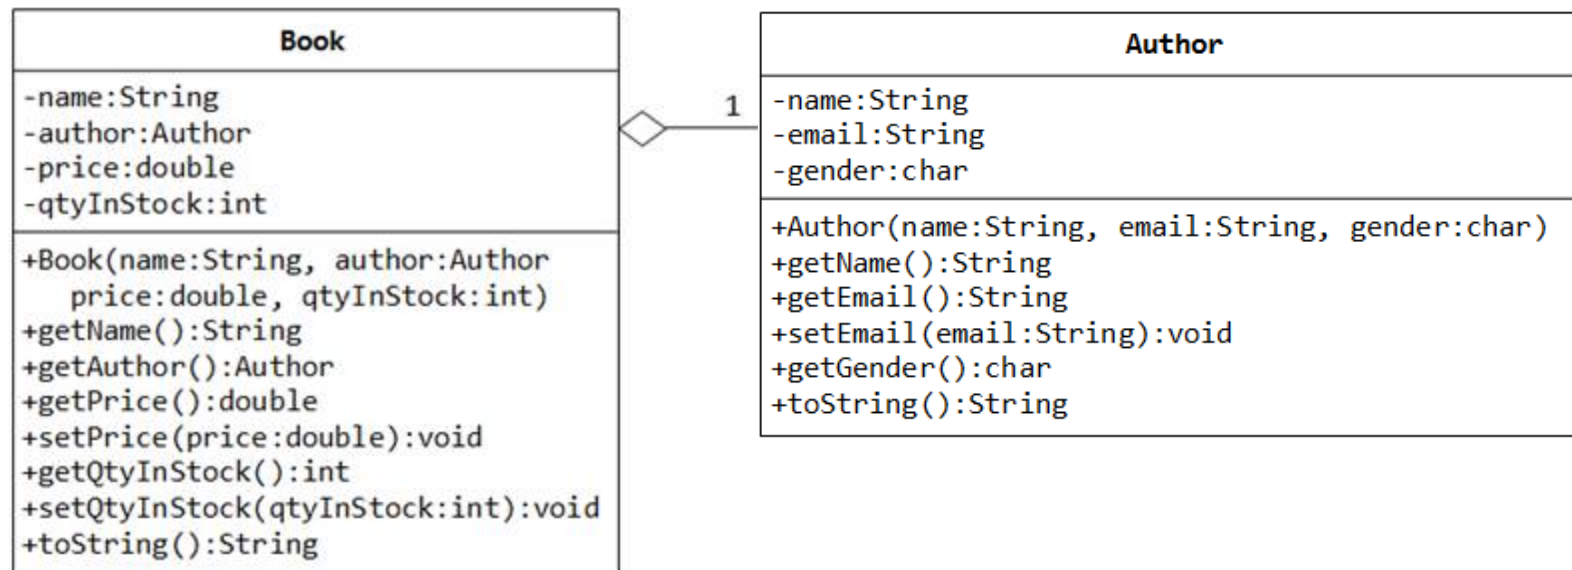 Book
-name:String
-author:Author
-price:double
-qtyInStock:int
+Book(name:String, author:Author
price:double, qtyInStock:int)
+getName():String
+getAuthor():Author
+getPrice():double
+setPrice(price:double):void
+getQtyInStock():int
+setQtyInStock(qtyInStock:int):void
+toString():String
1
Author
-name:String
-email:String
-gender:char
+Author(name:String, email:String, gender:char)
+getName():String
+getEmail():String
+setEmail(email:String):void
+getGender():char
+toString():String